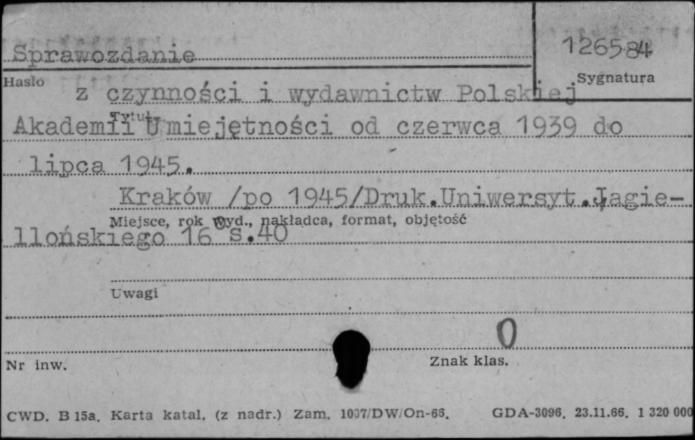 Sprawozdanie
126584
Hasło
Sygnatura
z czynności i wydawnictw Polskiej
Tytuł
Akademii Umiejętności od czerwca 1939 do
lipca 1945.
Kraków /po 1945/Druk.Uniwersyt.Jagie-
Miejsce, rok wyd., nakładca, format, objętość
llońskiego 16° s.40
Uwagi
0
Nr inw.
Znak klas.
CWD. B 15a. Karta katal. (z nadr.) Zam. 1007/DW/On-66. GDA-3096. 23.11.66. 1 320 000